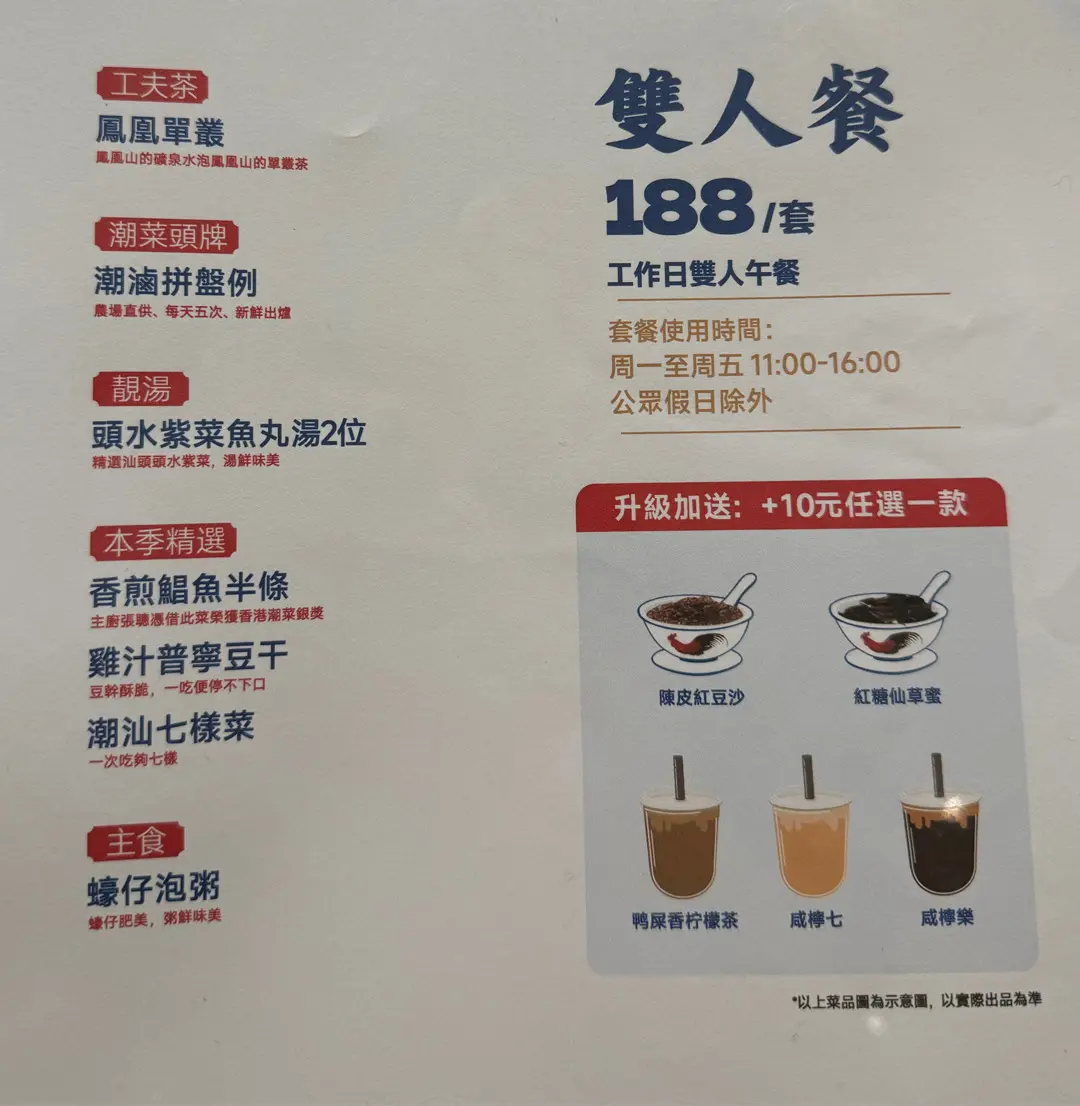 工夫茶
鳳凰單叢
鳳凰山的礦泉水泡鳳凰山的單叢茶
潮菜頭牌
潮滷拼盤例
農場直供、每天五次、新鮮出爐
靚湯
頭水紫菜魚丸湯2位
精選汕頭頭水紫菜，湯鮮味美
本季精選
香煎鯧魚半條
主廚張聰憑借此菜榮獲香港潮菜銀獎
雞汁普寧豆干
豆幹酥脆，一吃便停不下口
潮汕七樣菜
一次吃夠七樣
主食
蠔仔泡粥
蠔仔肥美，粥鮮味美
雙人餐
188/套
工作日雙人午餐
套餐使用時間：
周一至周五 11:00-16:00
公眾假日除外
升級加送：+10元任選一款
陳皮紅豆沙
紅糖仙草蜜
鸭屎香柠檬茶
咸檸七
咸檸樂
*以上菜品圖為示意圖，以實際出品為準